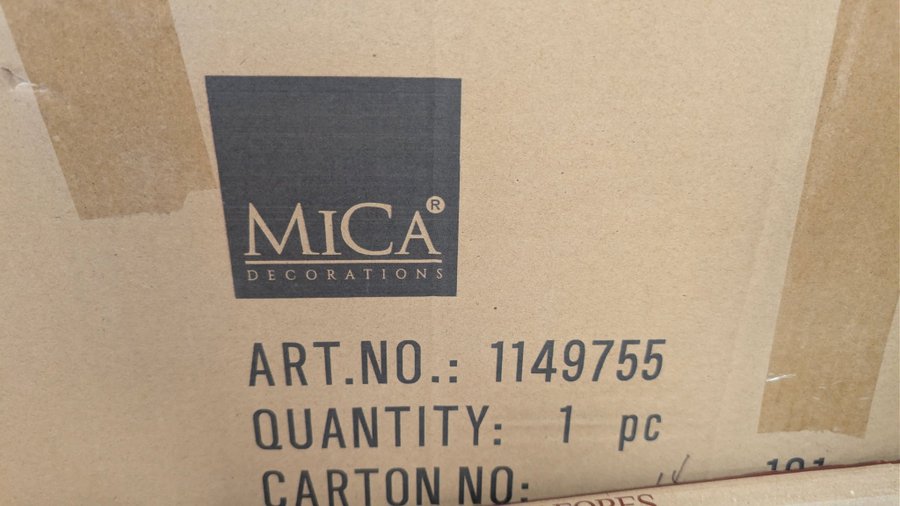 MICA®
DECORATIONS
ART.NO.: 1149755
QUANTITY: 1 pc
CARTON NO: